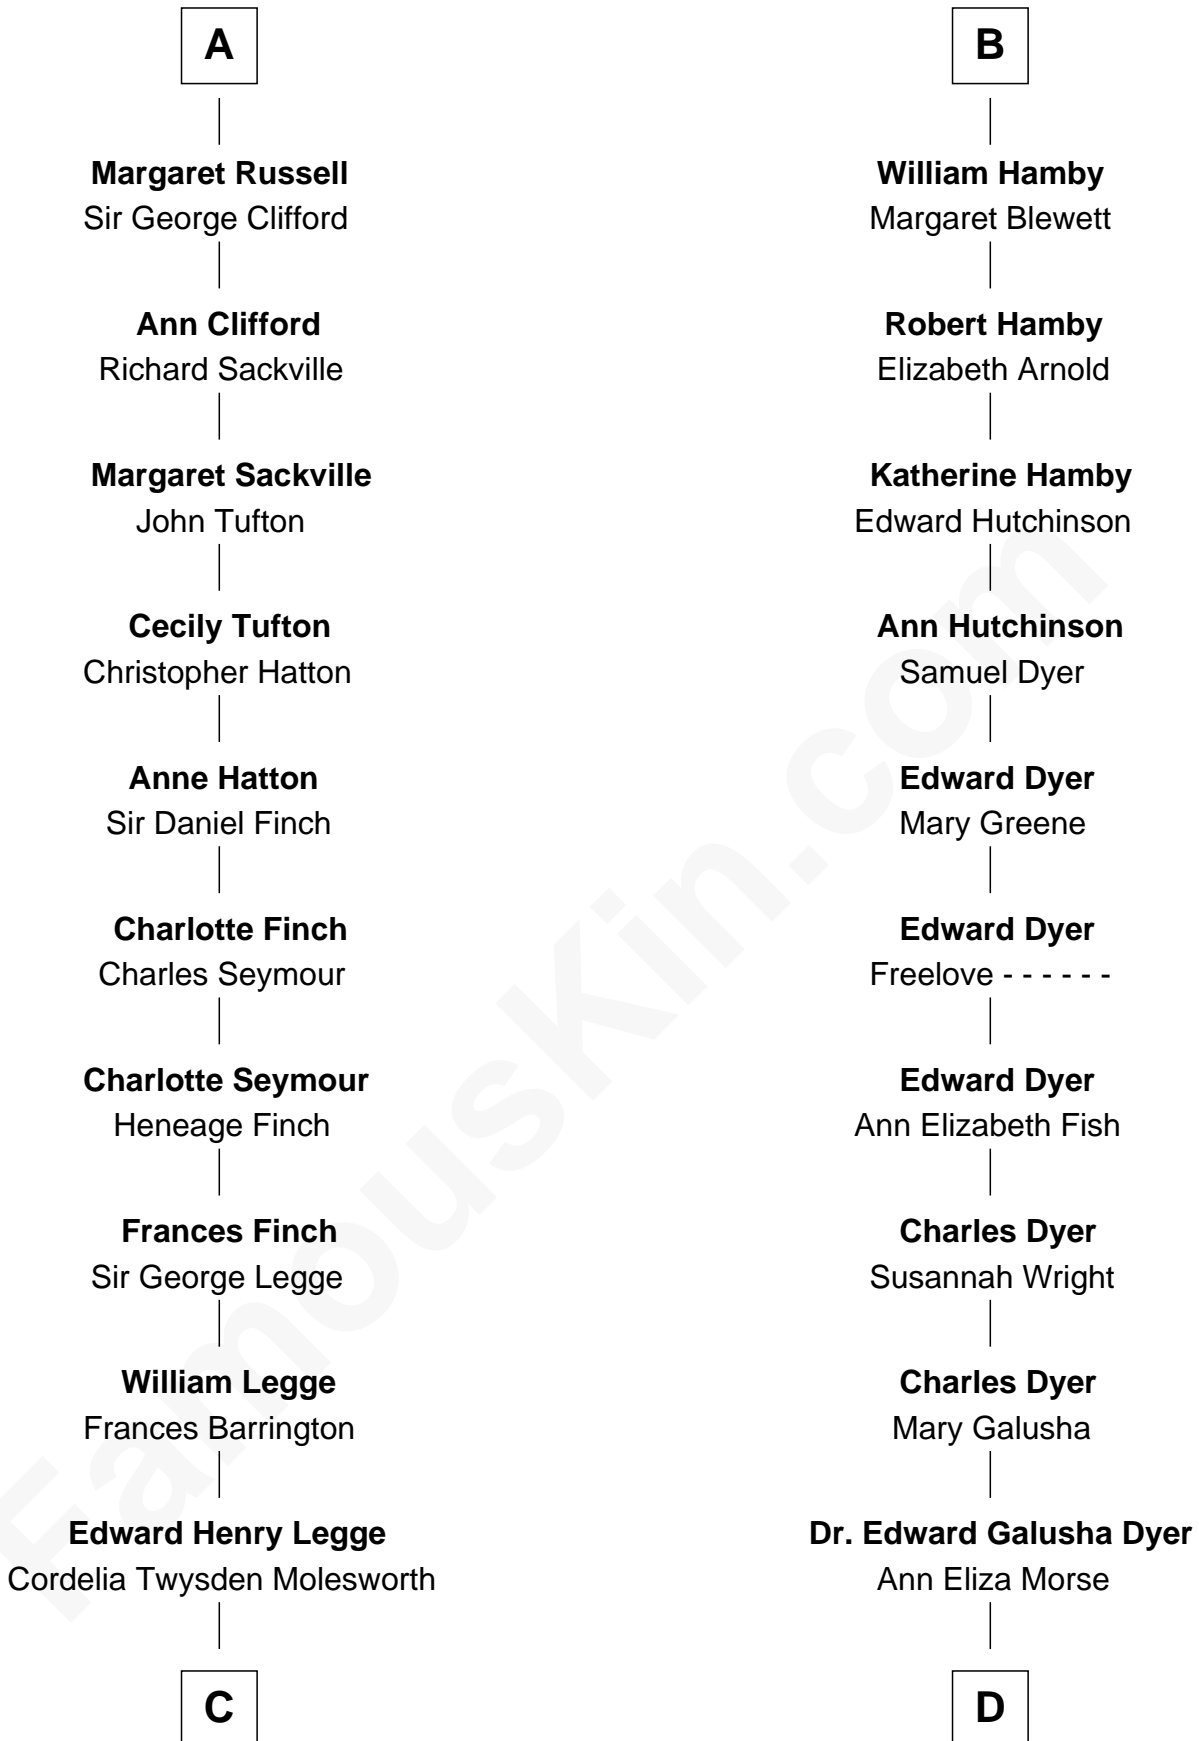 A
Margaret Russell
Sir George Clifford
Ann Clifford
Richard Sackville
Margaret Sackville
John Tufton
Cecily Tufton
Christopher Hatton
Anne Hatton
Sir Daniel Finch
Charlotte Finch
Charles Seymour
Charlotte Seymour
Heneage Finch
Frances Finch
Sir George Legge
William Legge
Frances Barrington
Edward Henry Legge
Cordelia Twysden Molesworth
C
B
William Hamby
Margaret Blewett
Robert Hamby
Elizabeth Arnold
Katherine Hamby
Edward Hutchinson
Ann Hutchinson
Samuel Dyer
Edward Dyer
Mary Greene
Edward Dyer
Freelove - - - - - -
Edward Dyer
Ann Elizabeth Fish
Charles Dyer
Susannah Wright
Charles Dyer
Mary Galusha
Dr. Edward Galusha Dyer
Ann Eliza Morse
D
FamousKin.com